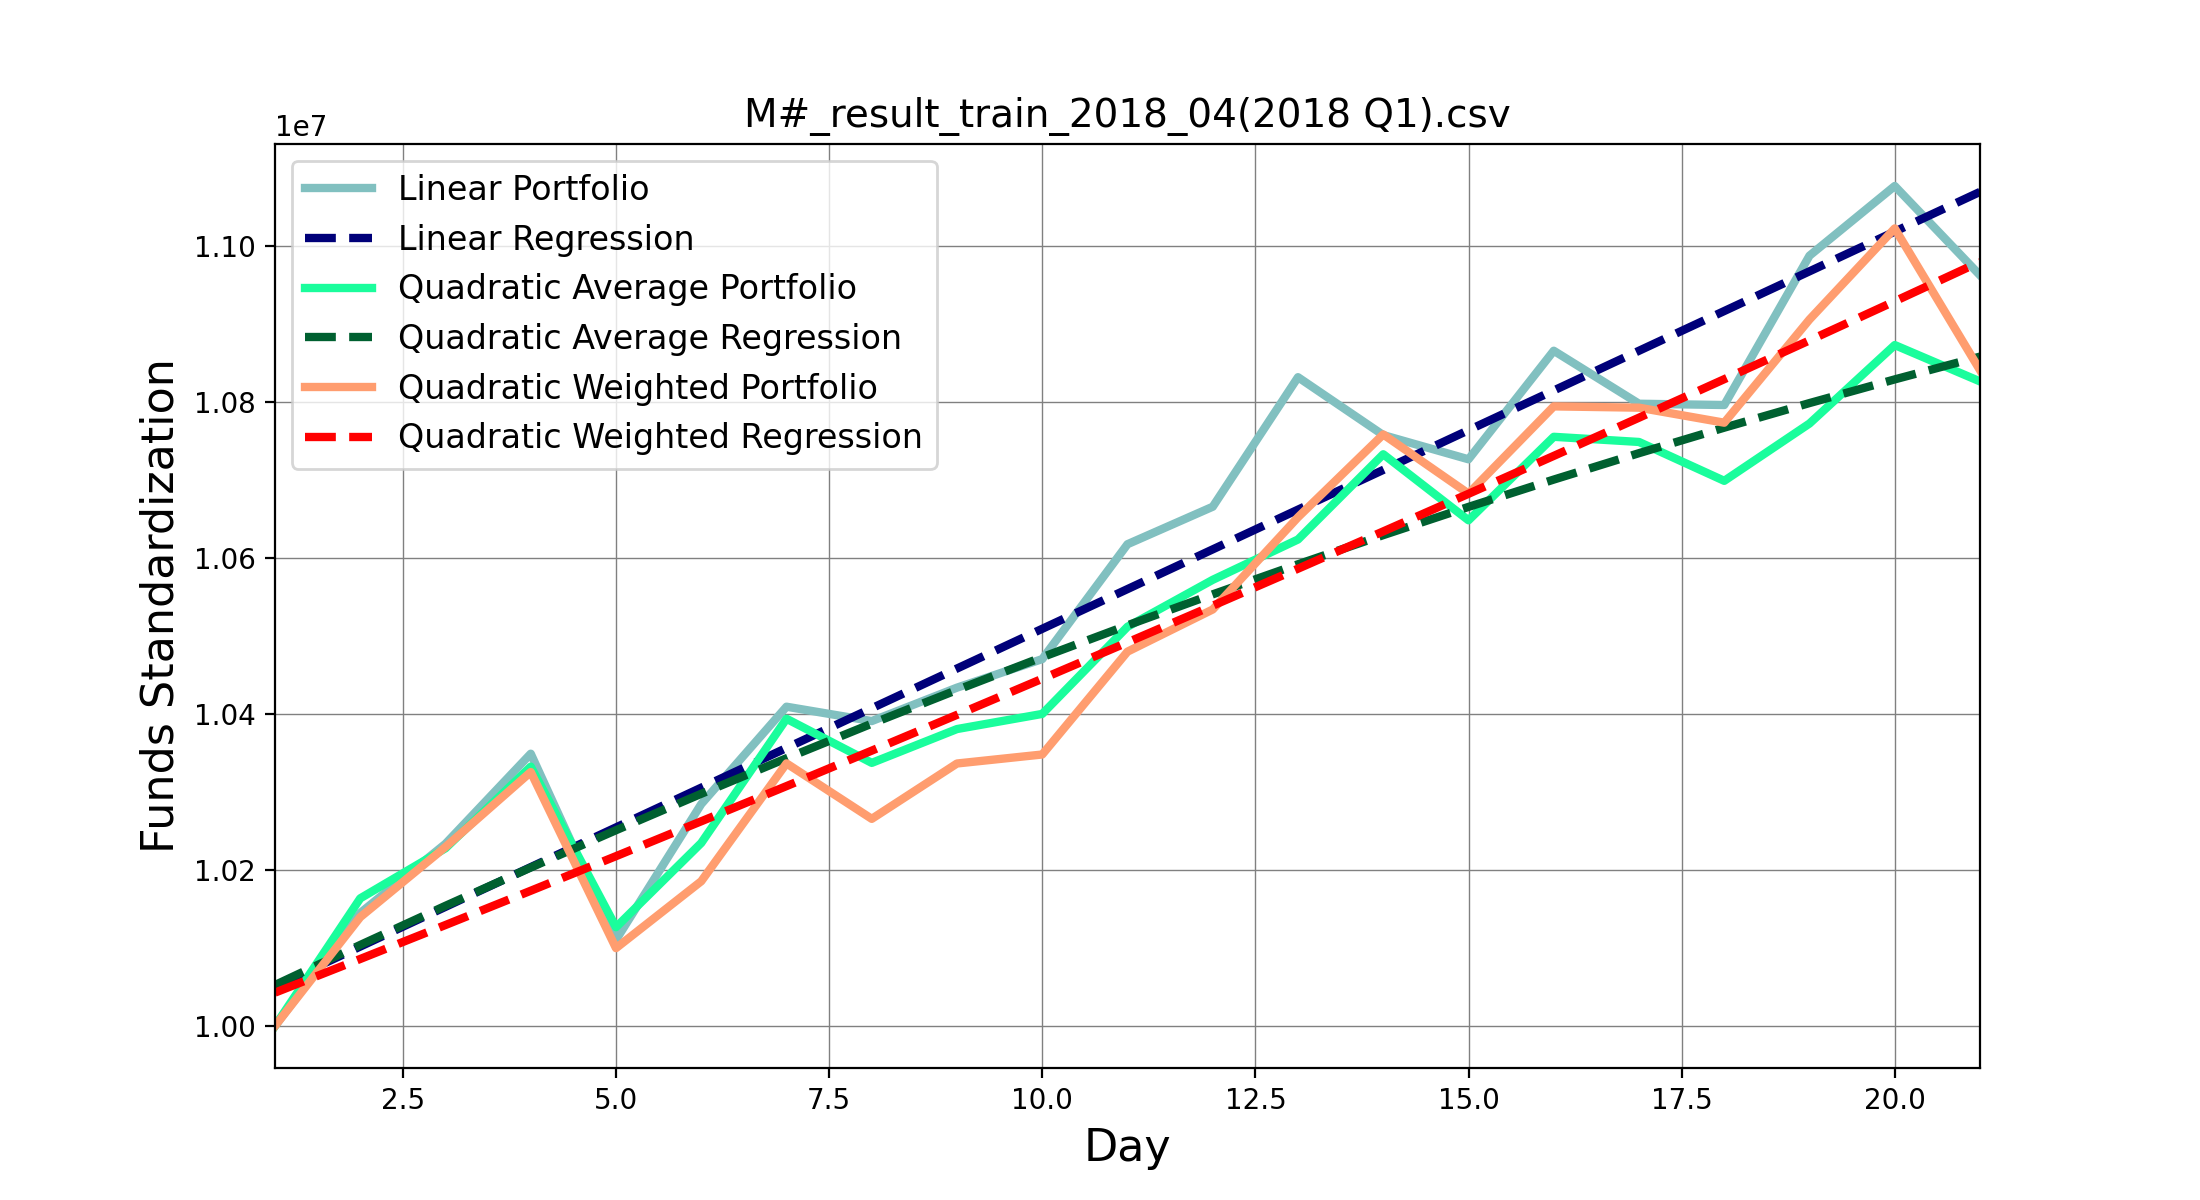 M#_result_train_2018_04(2018 Q1).csv
1e7
Linear Portfolio
Linear Regression
Quadratic Average Portfolio
Quadratic Average Regression
Quadratic Weighted Portfolio
Quadratic Weighted Regression
Funds Standardization
1.10
1.08
1.06
1.04
1.02
1.00
2.5 5.0 7.5 10.0 12.5 15.0 17.5 20.0
Day